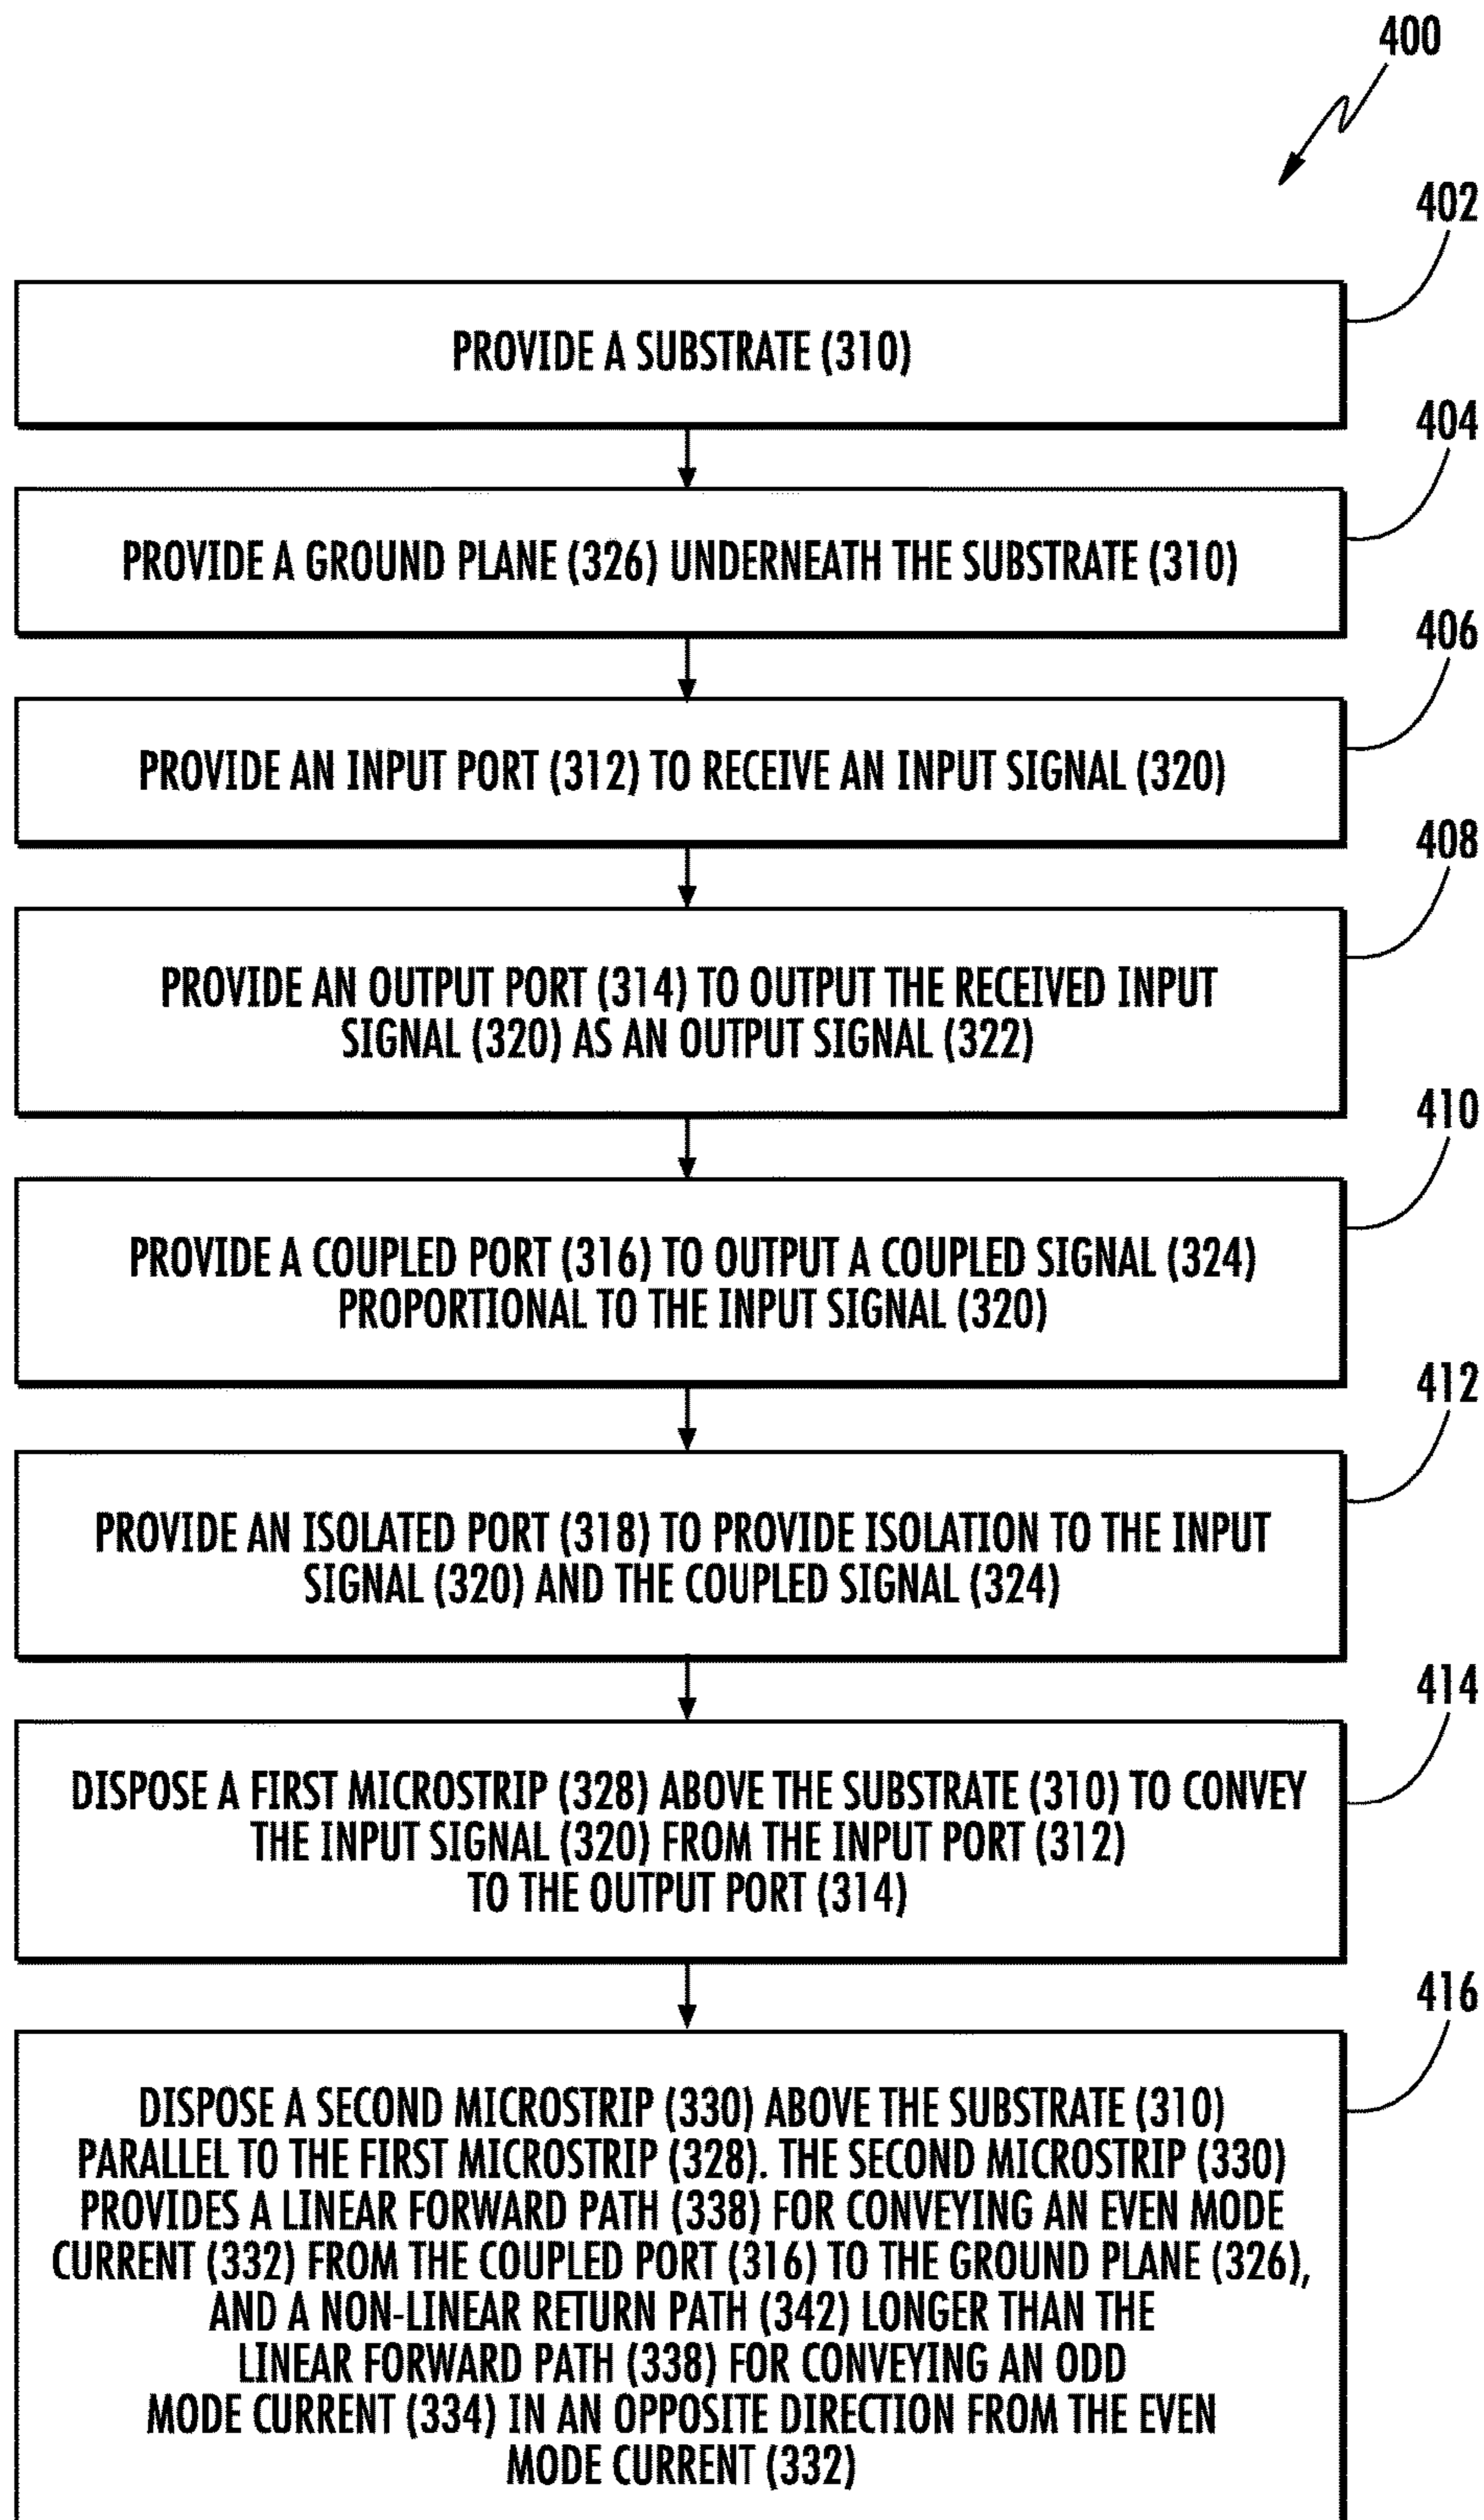 400
402
PROVIDE A SUBSTRATE (310)
404
PROVIDE A GROUND PLANE (326) UNDERNEATH THE SUBSTRATE (310)
406
PROVIDE AN INPUT PORT (312) TO RECEIVE AN INPUT SIGNAL (320)
408
PROVIDE AN OUTPUT PORT (314) TO OUTPUT THE RECEIVED INPUT
SIGNAL (320) AS AN OUTPUT SIGNAL (322)
410
PROVIDE A COUPLED PORT (316) TO OUTPUT A COUPLED SIGNAL (324)
PROPORTIONAL TO THE INPUT SIGNAL (320)
412
PROVIDE AN ISOLATED PORT (318) TO PROVIDE ISOLATION TO THE INPUT
SIGNAL (320) AND THE COUPLED SIGNAL (324)
414
DISPOSE A FIRST MICROSTRIP (328) ABOVE THE SUBSTRATE (310) TO CONVEY
THE INPUT SIGNAL (320) FROM THE INPUT PORT (312)
TO THE OUTPUT PORT (314)
416
DISPOSE A SECOND MICROSTRIP (330) ABOVE THE SUBSTRATE (310)
PARALLEL TO THE FIRST MICROSTRIP (328). THE SECOND MICROSTRIP (330)
PROVIDES A LINEAR FORWARD PATH (338) FOR CONVEYING AN EVEN MODE
CURRENT (332) FROM THE COUPLED PORT (316) TO THE GROUND PLANE (326),
AND A NON-LINEAR RETURN PATH (342) LONGER THAN THE
LINEAR FORWARD PATH (338) FOR CONVEYING AN ODD
MODE CURRENT (334) IN AN OPPOSITE DIRECTION FROM THE EVEN
MODE CURRENT (332)